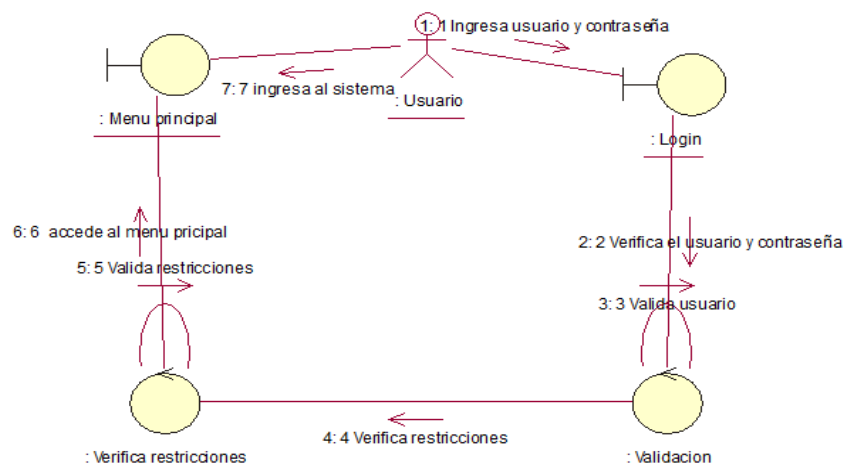 1: 1 Ingresa usuario y contraseña
7: 7 ingresa al sistema
: Usuario
: Menu principal
: Login
6: 6 accede al menu pricipal
2: 2 Verifica el usuario y contraseña
5: 5 Valida restricciones
3: 3 Valida usuario
4: 4 Verifica restricciones
: Verifica restricciones
: Validacion